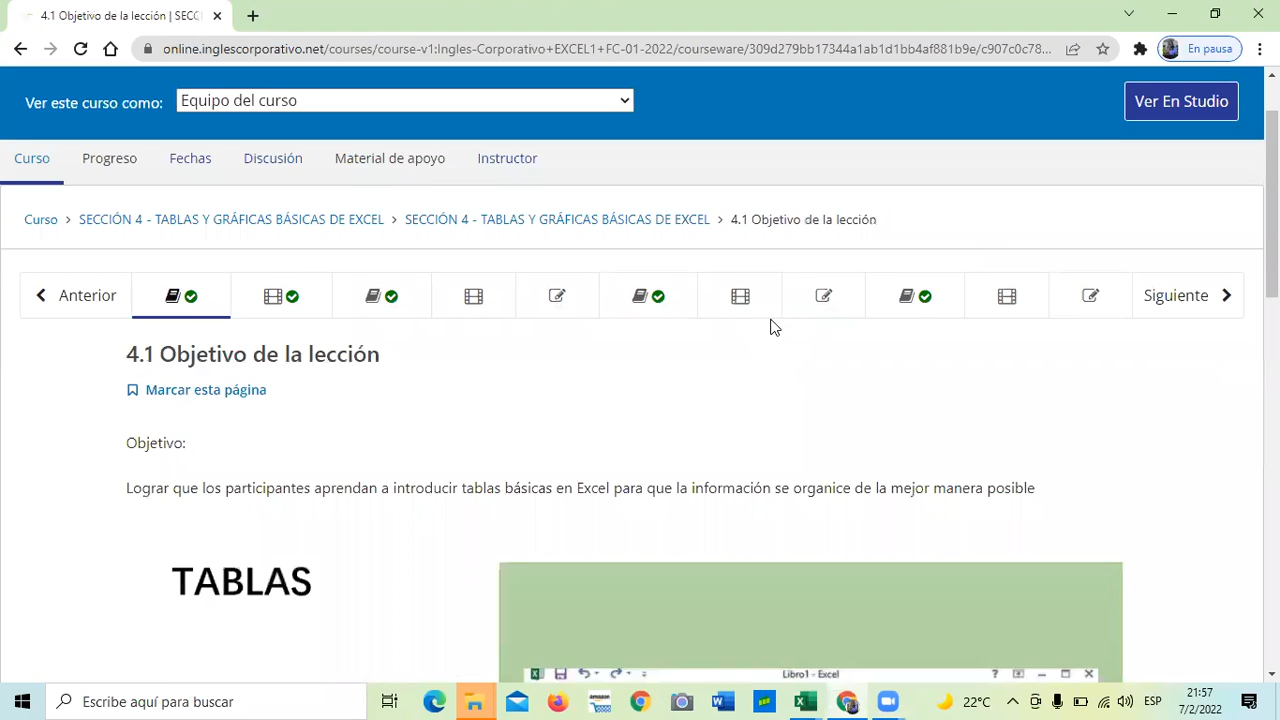 4.1 Objetivo de la lección | SECC
En pausa
online.inglescorporativo.net/courses/course-v1:Ingles-Corporativo+EXCEL1+FC-01-2022/courseware/309d279bb17344a1ab1d1bb4af881b9e/c907c0c78...
Ver este curso como:
Equipo del curso
Ver En Studio
Curso
Progreso
Fechas
Discusión
Material de apoyo
Instructor
Curso > SECCIÓN 4 - TABLAS Y GRÁFICAS BÁSICAS DE EXCEL > SECCIÓN 4 - TABLAS Y GRÁFICAS BÁSICAS DE EXCEL > 4.1 Objetivo de la lección
Anterior
Siguiente
4.1 Objetivo de la lección
Marcar esta página
Objetivo:
Lograr que los participantes aprendan a introducir tablas básicas en Excel para que la información se organice de la mejor manera posible
TABLAS
Libro1 - Excel
Escribe aquí para buscar
amazon
22°C
ESP
21:57
7/2/2022